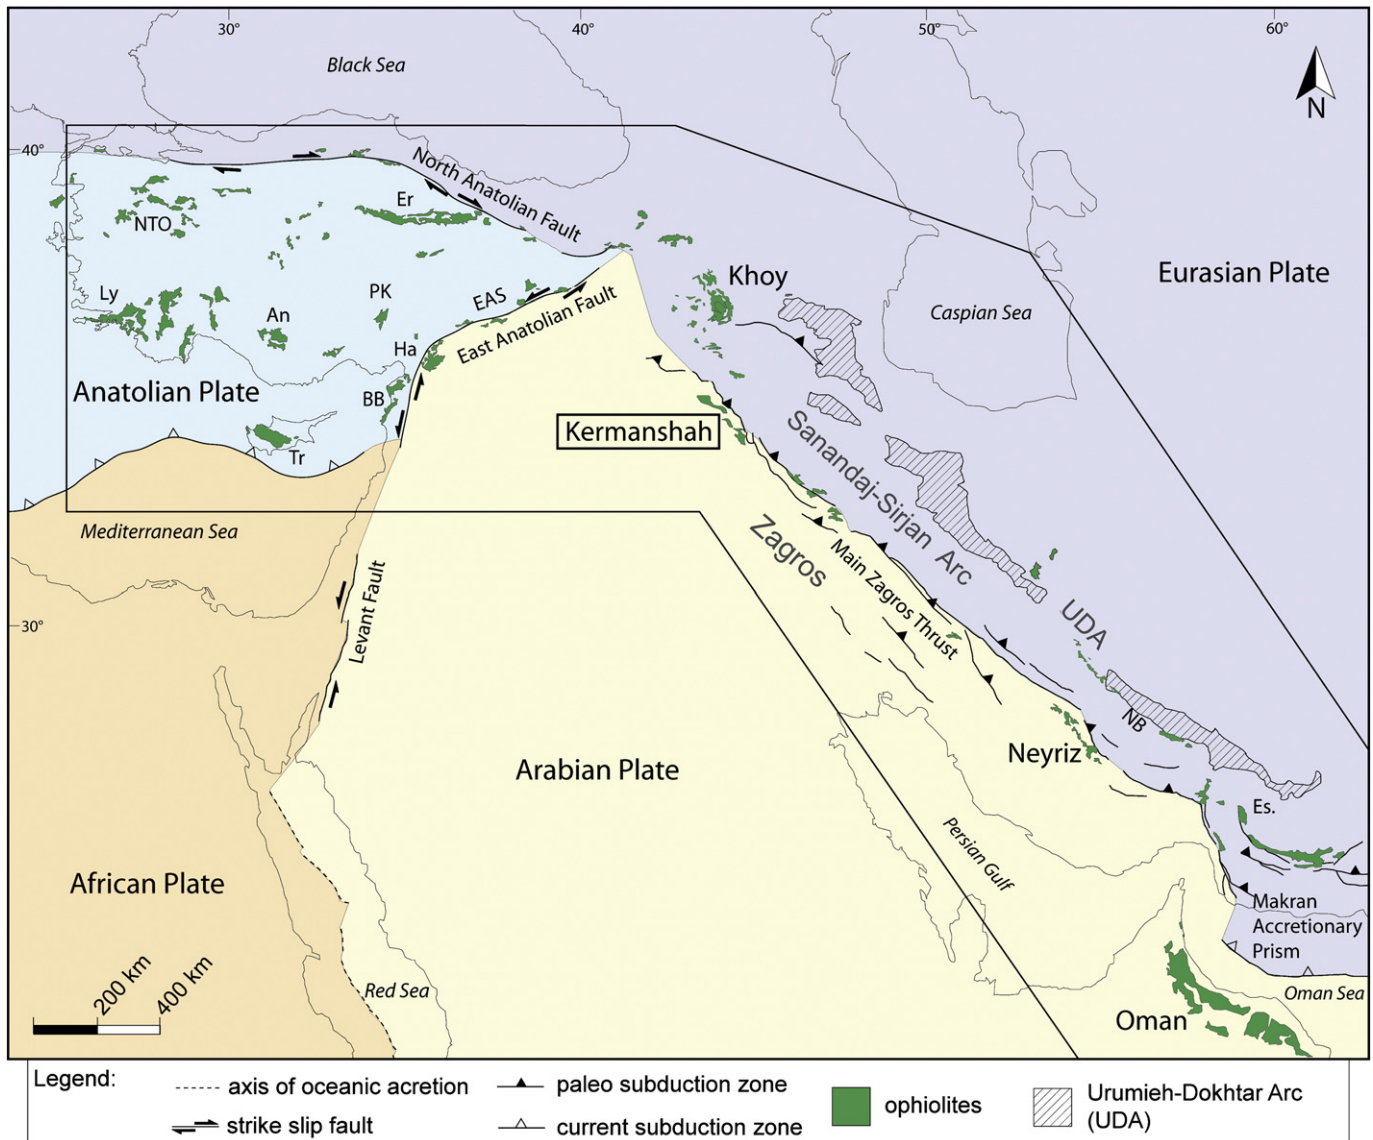 30°
40°
50°
60°
Black Sea
N
40°
North Anatolian Fault
Er
NTO
Khoy
Eurasian Plate
Ly
PK
EAS
An
East Anatolian Fault
Caspian Sea
Ha
Anatolian Plate
BB
Kermanshah
Sanandaj-Sirjan Arc
Tr
Mediterranean Sea
Zagros
Main Zagros Thrust
Levant Fault
30°
UDA
NB
Neyriz
Arabian Plate
Es.
Persian Gulf
African Plate
Makran
Accretionary
Prism
200 km
400 km
Red Sea
Oman Sea
Oman
Legend:
axis of oceanic acretion
strike slip fault
paleo subduction zone
current subduction zone
ophiolites
Urumieh-Dokhtar Arc
(UDA)